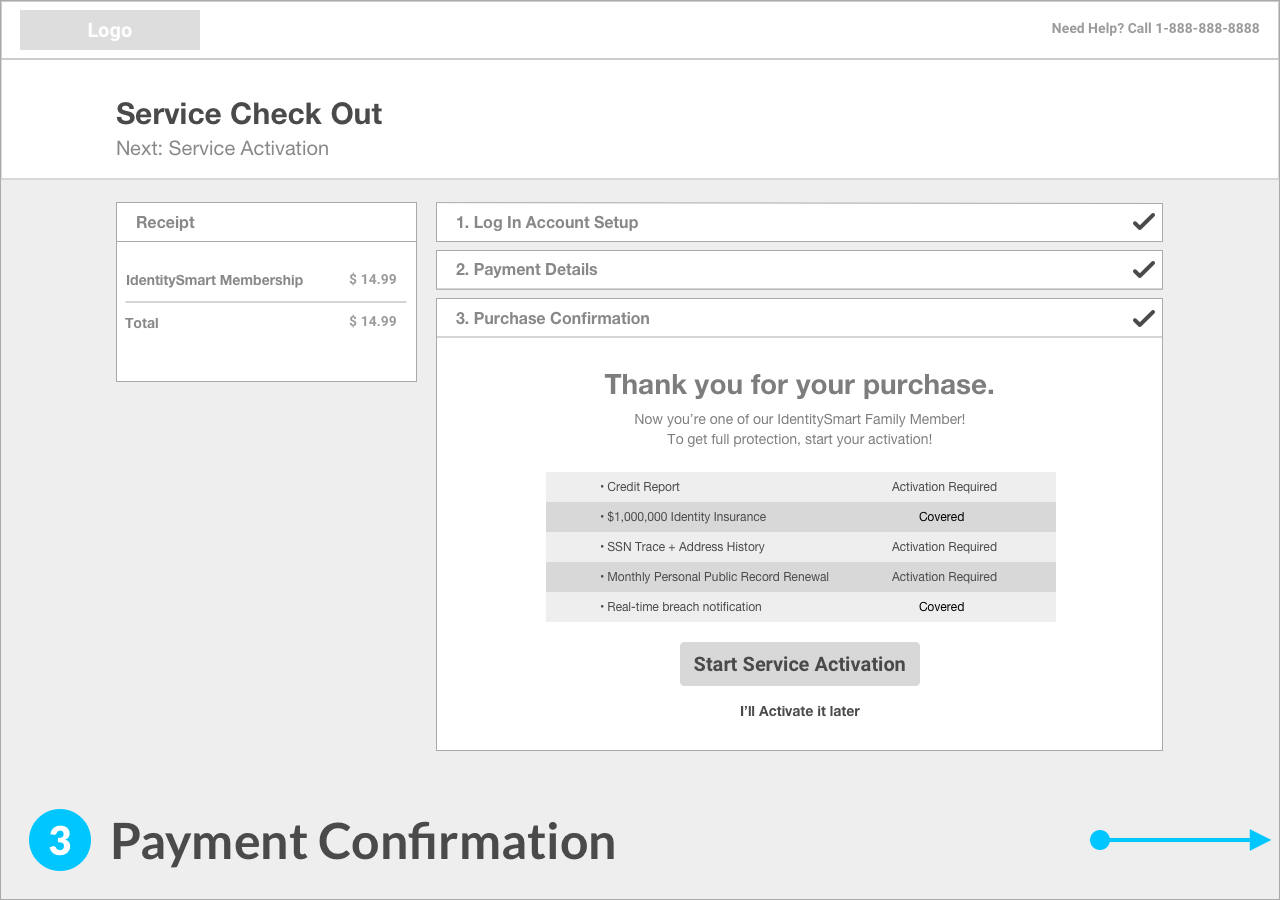 Logo
Need Help? Call 1-888-888-8888
Service Check Out
Next: Service Activation
Receipt
IdentitySmart Membership $ 14.99
Total $ 14.99
1. Log In Account Setup
2. Payment Details
3. Purchase Confirmation
Thank you for your purchase.
Now you’re one of our IdentitySmart Family Member!
To get full protection, start your activation!
• Credit Report Activation Required
• $1,000,000 Identity Insurance Covered
• SSN Trace + Address History Activation Required
• Monthly Personal Public Record Renewal Activation Required
• Real-time breach notification Covered
Start Service Activation
I’ll Activate it later
3 Payment Confirmation